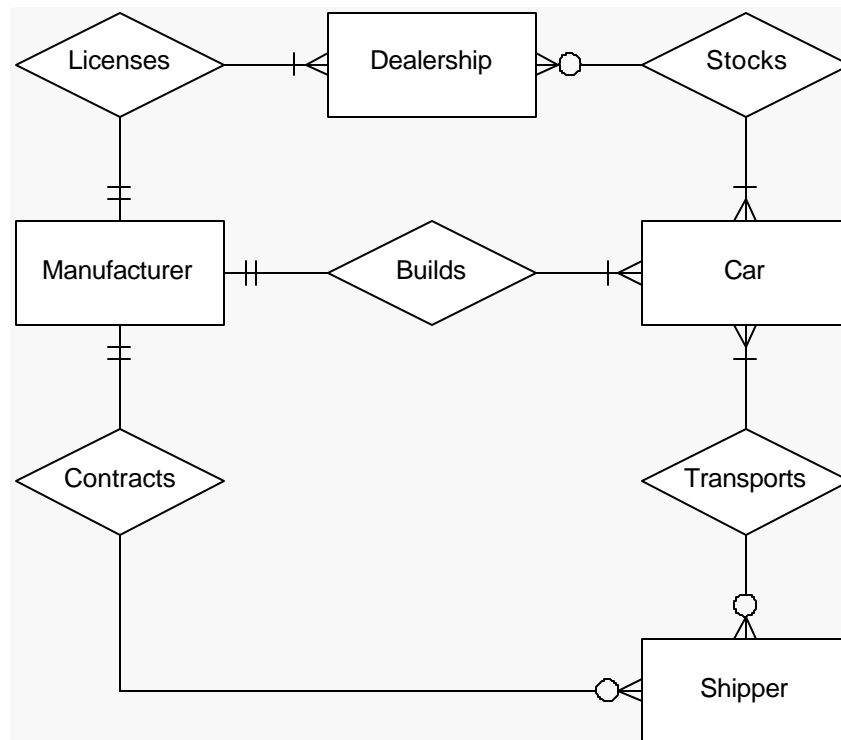 Licenses
Dealership
Stocks
Manufacturer
Builds
Car
Contracts
Transports
Shipper